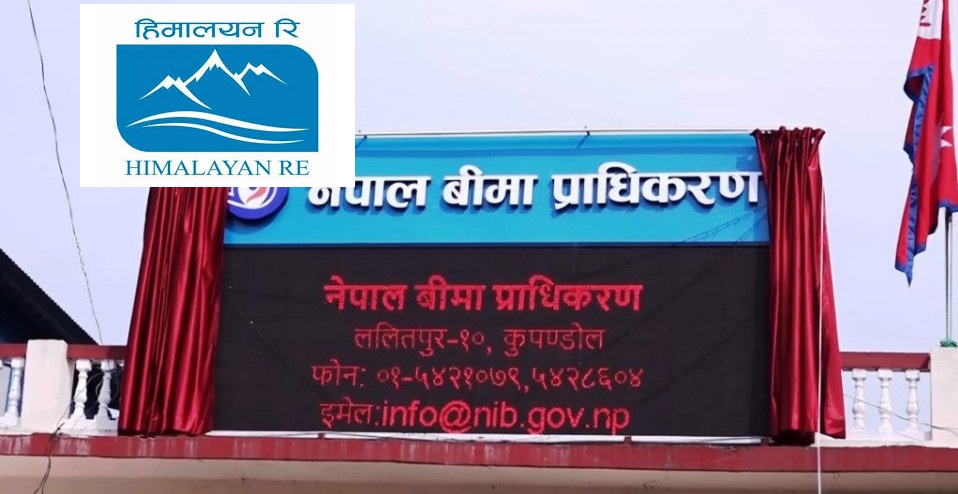 हिमालयन रि
HIMALAYAN RE
नेपाल बीमा प्राधिकरण
नेपाल बीमा प्राधिकरण
ललितपुर-१०, कुपण्डोल
फोन: ०१-५४२१०७९,५४२८६०४
इमेल:info@nib.gov.np